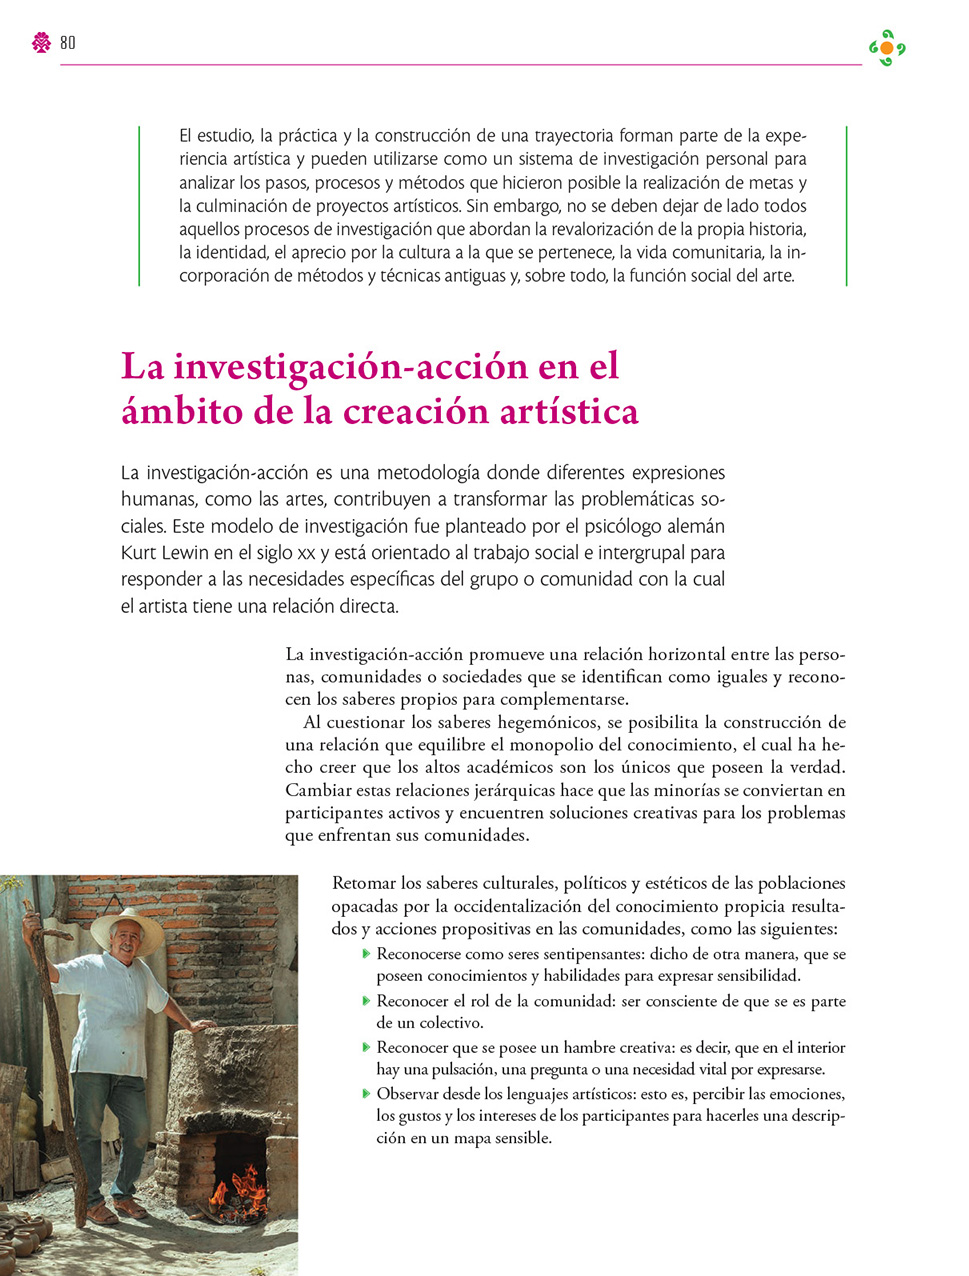 80
El estudio, la práctica y la construcción de una trayectoria forman parte de la expe-
riencia artística y pueden utilizarse como un sistema de investigación personal para
analizar los pasos, procesos y métodos que hicieron posible la realización de metas y
la culminación de proyectos artísticos. Sin embargo, no se deben dejar de lado todos
aquellos procesos de investigación que abordan la revalorización de la propia historia,
la identidad, el aprecio por la cultura a la que se pertenece, la vida comunitaria, la in-
corporación de métodos y técnicas antiguas y, sobre todo, la función social del arte.
La investigación-acción en el
ámbito de la creación artística
La investigación-acción es una metodología donde diferentes expresiones
humanas, como las artes, contribuyen a transformar las problemáticas so-
ciales. Este modelo de investigación fue planteado por el psicólogo alemán
Kurt Lewin en el siglo XX y está orientado al trabajo social e intergrupal para
responder a las necesidades específicas del grupo o comunidad con la cual
el artista tiene una relación directa.
La investigación-acción promueve una relación horizontal entre las perso-
nas, comunidades o sociedades que se identifican como iguales y recono-
cen los saberes propios para complementarse.
Al cuestionar los saberes hegemónicos, se posibilita la construcción de
una relación que equilibre el monopolio del conocimiento, el cual ha he-
cho creer que los altos académicos son los únicos que poseen la verdad.
Cambiar estas relaciones jerárquicas hace que las minorías se conviertan en
participantes activos y encuentren soluciones creativas para los problemas
que enfrentan sus comunidades.
Retomar los saberes culturales, políticos y estéticos de las poblaciones
opacadas por la occidentalización del conocimiento propicia resulta-
dos y acciones propositivas en las comunidades, como las siguientes:
Reconocerse como seres sentipensantes: dicho de otra manera, que se
poseen conocimientos y habilidades para expresar sensibilidad.
Reconocer el rol de la comunidad: ser consciente de que se es parte
de un colectivo.
Reconocer que se posee un hambre creativa: es decir, que en el interior
hay una pulsación, una pregunta o una necesidad vital por expresarse.
Observar desde los lenguajes artísticos: esto es, percibir las emociones,
los gustos y los intereses de los participantes para hacerles una descrip-
ción en un mapa sensible.